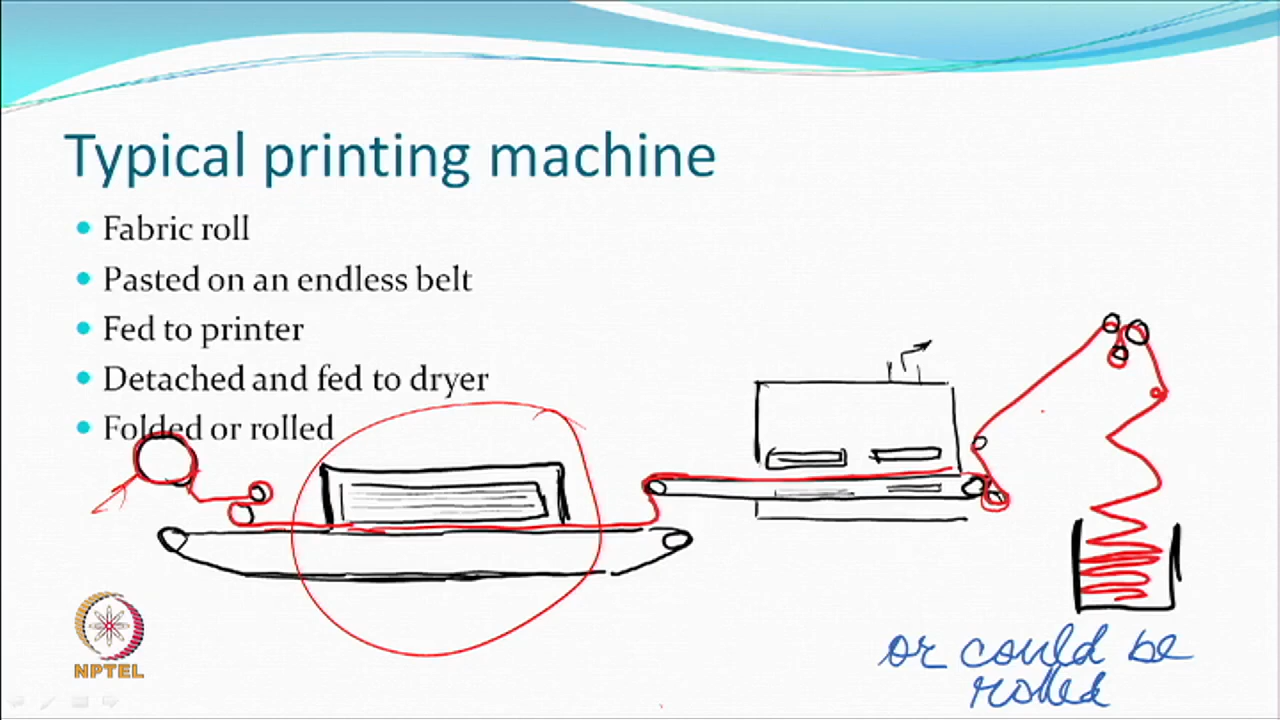 Typical printing machine
Fabric roll
Pasted on an endless belt
Fed to printer
Detached and fed to dryer
Folded or rolled
NPTEL
or could be
rolled